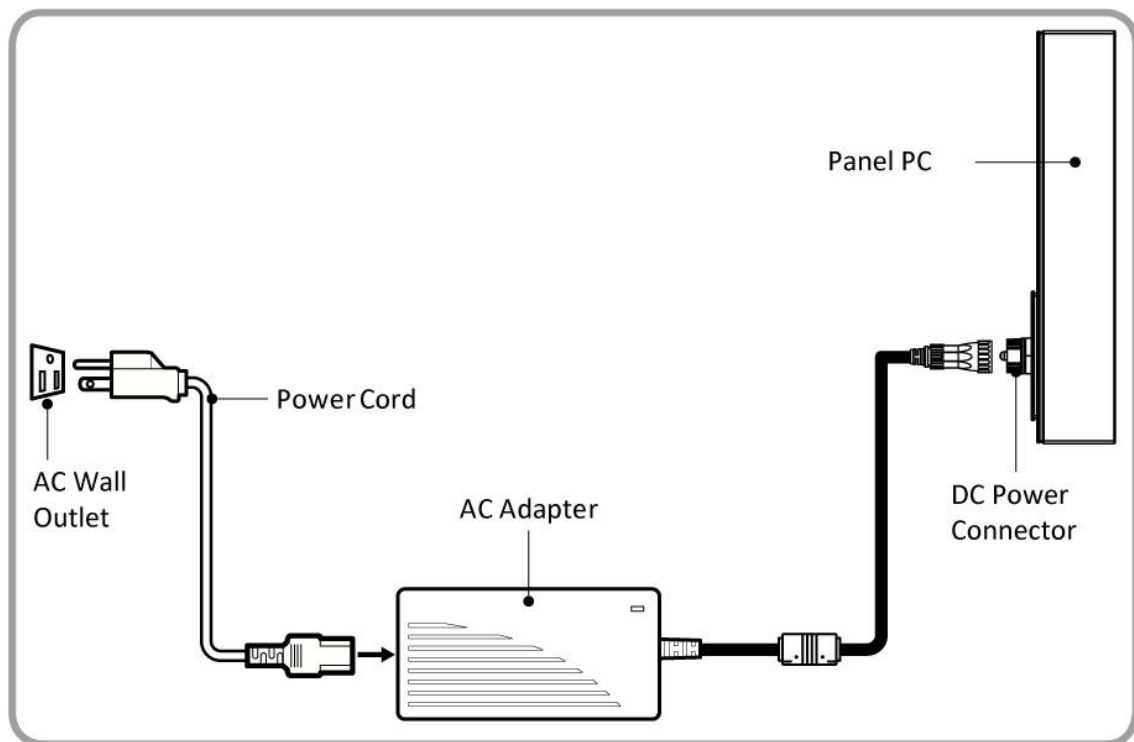 Panel PC
Power Cord
AC Wall
Outlet
AC Adapter
DC Power
Connector